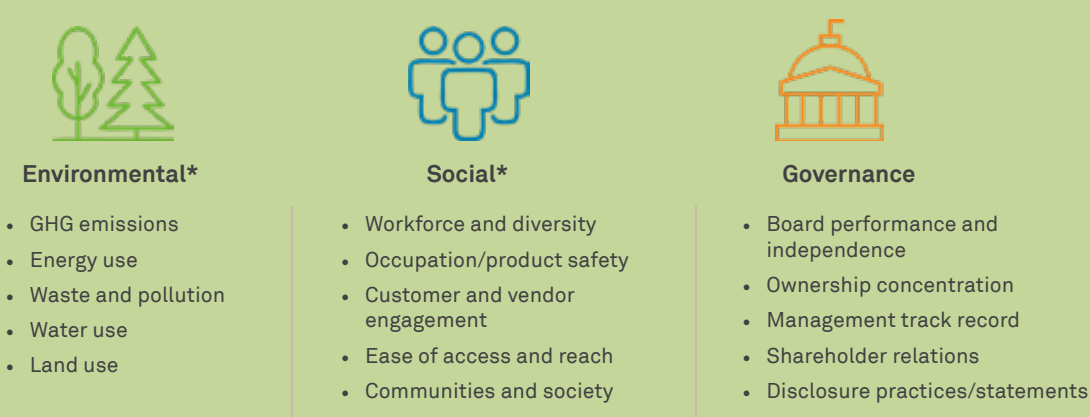 Environmental*
• GHG emissions
• Energy use
• Waste and pollution
• Water use
• Land use
Social*
• Workforce and diversity
• Occupation/product safety
• Customer and vendor
engagement
• Ease of access and reach
• Communities and society
Governance
• Board performance and
independence
• Ownership concentration
• Management track record
• Shareholder relations
• Disclosure practices/statements